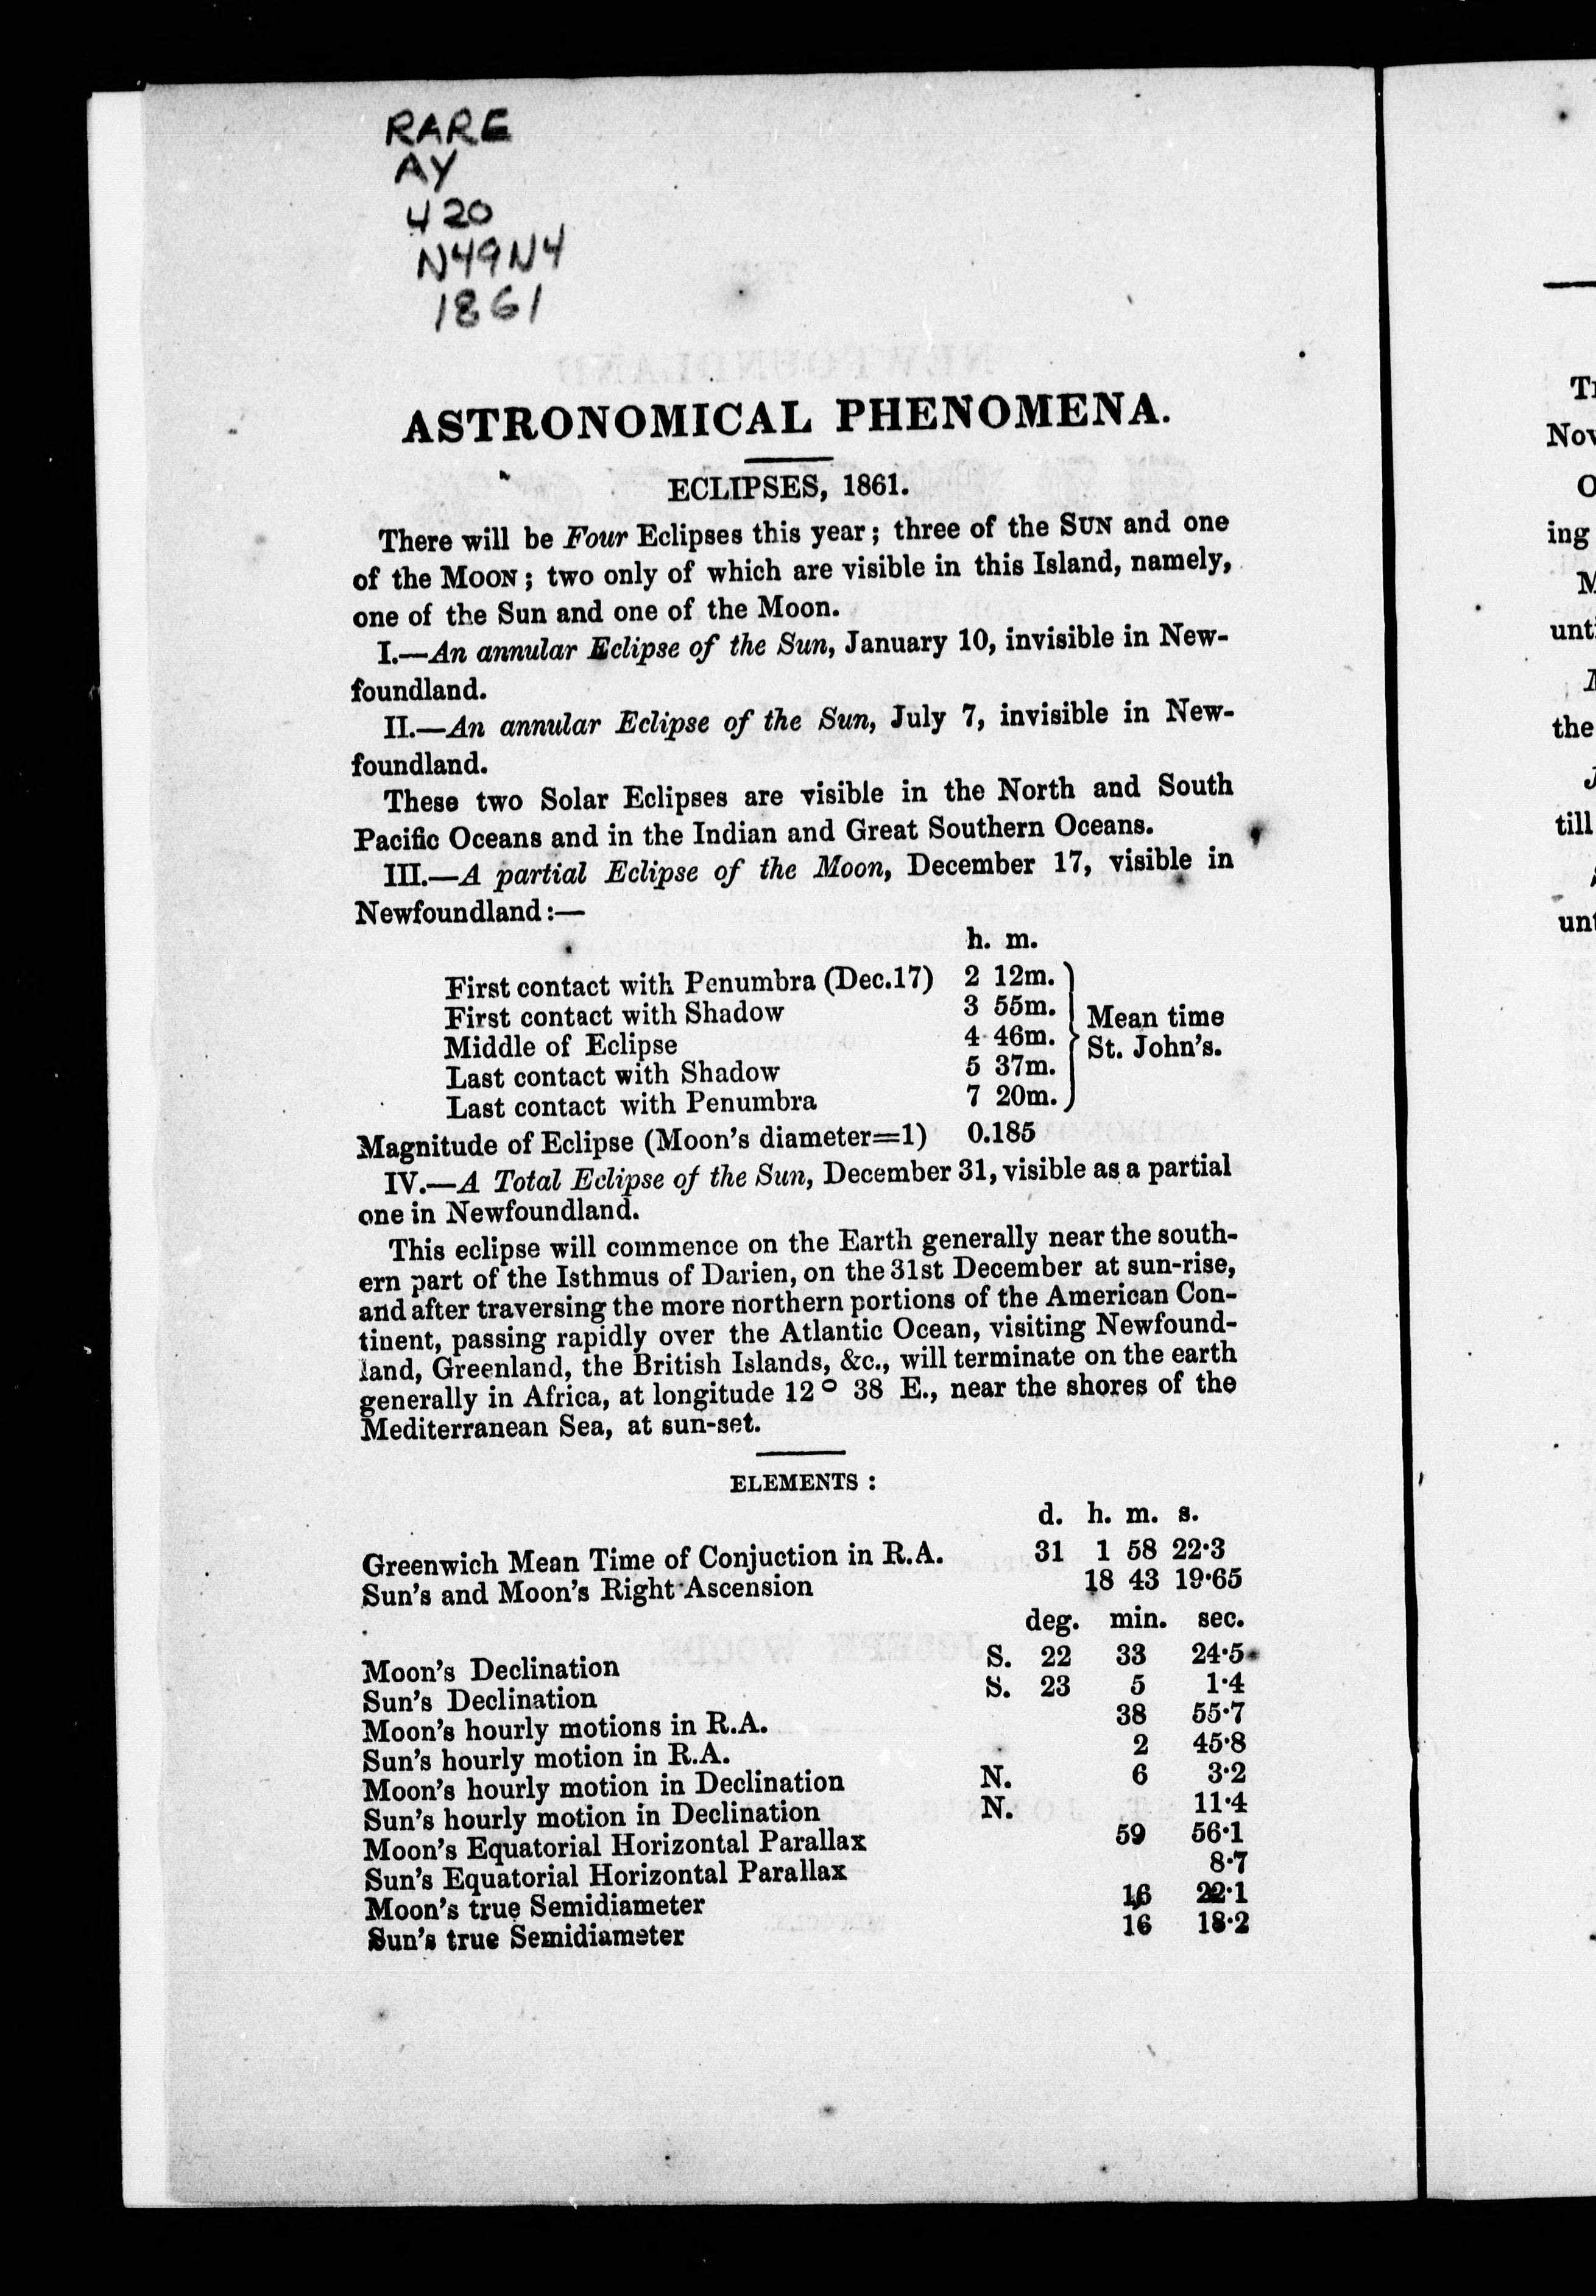 RARE
AY
420
N49N4
1861
ASTRONOMICAL PHENOMENA.
ECLIPSES, 1861.
There will be Four Eclipses this year; three of the SUN and one
of the MOON; two only of which are visible in this Island, namely,
one of the Sun and one of the Moon.
I.—An annular Eclipse of the Sun, January 10, invisible in New-
foundland.
II.—An annular Eclipse of the Sun, July 7, invisible in New-
foundland.
These two Solar Eclipses are visible in the North and South
Pacific Oceans and in the Indian and Great Southern Oceans.
III.—A partial Eclipse of the Moon, December 17, visible in
Newfoundland:—
h. m.
First contact with Penumbra (Dec.17) 2 12m.
First contact with Shadow 3 55m.
Middle of Eclipse 4 46m.
Last contact with Shadow 5 37m.
Last contact with Penumbra 7 20m.
Mean time
St. John's.
Magnitude of Eclipse (Moon's diameter=1) 0.185
IV.—A Total Eclipse of the Sun, December 31, visible as a partial
one in Newfoundland.
This eclipse will commence on the Earth generally near the south-
ern part of the Isthmus of Darien, on the 31st December at sun-rise,
and after traversing the more northern portions of the American Con-
tinent, passing rapidly over the Atlantic Ocean, visiting Newfound-
land, Greenland, the British Islands, &c., will terminate on the earth
generally in Africa, at longitude 12° 38 E., near the shores of the
Mediterranean Sea, at sun-set.
ELEMENTS:
d. h. m. s.
Greenwich Mean Time of Conjuction in R.A. 31 1 58 22·3
Sun's and Moon's Right Ascension 18 43 19·65
deg. min. sec.
Moon's Declination S. 22 33 24·5
Sun's Declination S. 23 5 1·4
Moon's hourly motions in R.A. 38 55·7
Sun's hourly motion in R.A. 2 45·8
Moon's hourly motion in Declination N. 6 3·2
Sun's hourly motion in Declination N. 11·4
Moon's Equatorial Horizontal Parallax 59 56·1
Sun's Equatorial Horizontal Parallax 8·7
Moon's true Semidiameter 16 22·1
Sun's true Semidiameter 16 18·2
Nov
O
ing
unti
the
till
unt